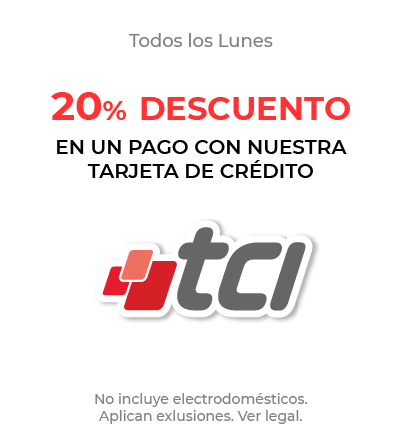 Todos los Lunes
20% DESCUENTO
EN UN PAGO CON NUESTRA
TARJETA DE CRÉDITO
tci
No incluye electrodomésticos.
Aplican exlusiones. Ver legal.